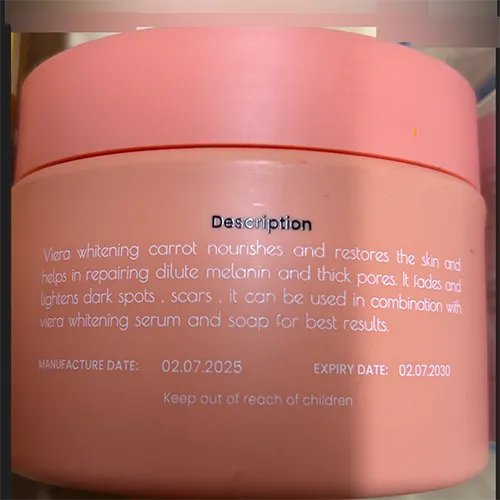 Description
Viera whitening carrot nourishes and restores the skin and
helps in repairing dilute melanin and thick pores. It fades and
lightens dark spots . scars . it can be used in combination with
viera whitening serum and soap for best results.
MANUFACTURE DATE: 02.07.2025 EXPIRY DATE: 02.07.2030
Keep out of reach of children